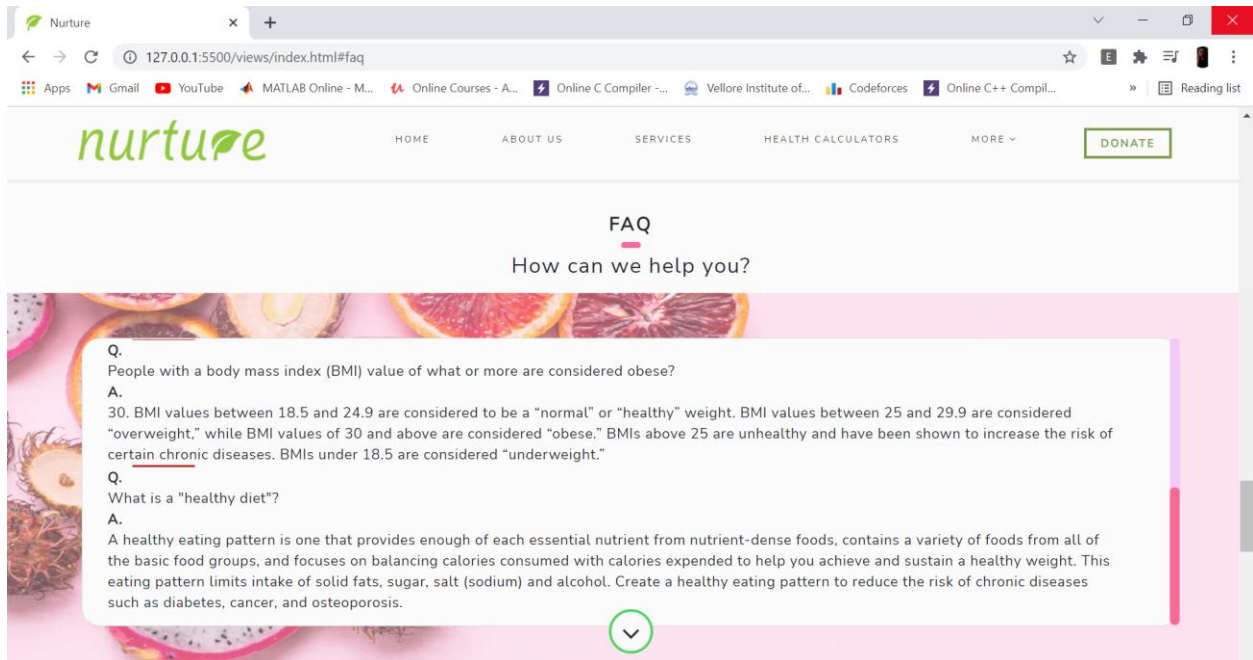 Nurture
127.0.0.1:5500/views/index.html#faq
E
Apps Gmail YouTube MATLAB Online - M... Online Courses - A... Online C Compiler -... Vellore Institute of... Codeforces Online C++ Compil... » Reading list
nurture HOME ABOUT US SERVICES HEALTH CALCULATORS MORE DONATE
FAQ
How can we help you?
Q.
People with a body mass index (BMI) value of what or more are considered obese?
A.
30. BMI values between 18.5 and 24.9 are considered to be a “normal” or “healthy” weight. BMI values between 25 and 29.9 are considered
“overweight,” while BMI values of 30 and above are considered “obese.” BMIs above 25 are unhealthy and have been shown to increase the risk of
certain chronic diseases. BMIs under 18.5 are considered “underweight.”
Q.
What is a "healthy diet"?
A.
A healthy eating pattern is one that provides enough of each essential nutrient from nutrient-dense foods, contains a variety of foods from all of
the basic food groups, and focuses on balancing calories consumed with calories expended to help you achieve and sustain a healthy weight. This
eating pattern limits intake of solid fats, sugar, salt (sodium) and alcohol. Create a healthy eating pattern to reduce the risk of chronic diseases
such as diabetes, cancer, and osteoporosis.